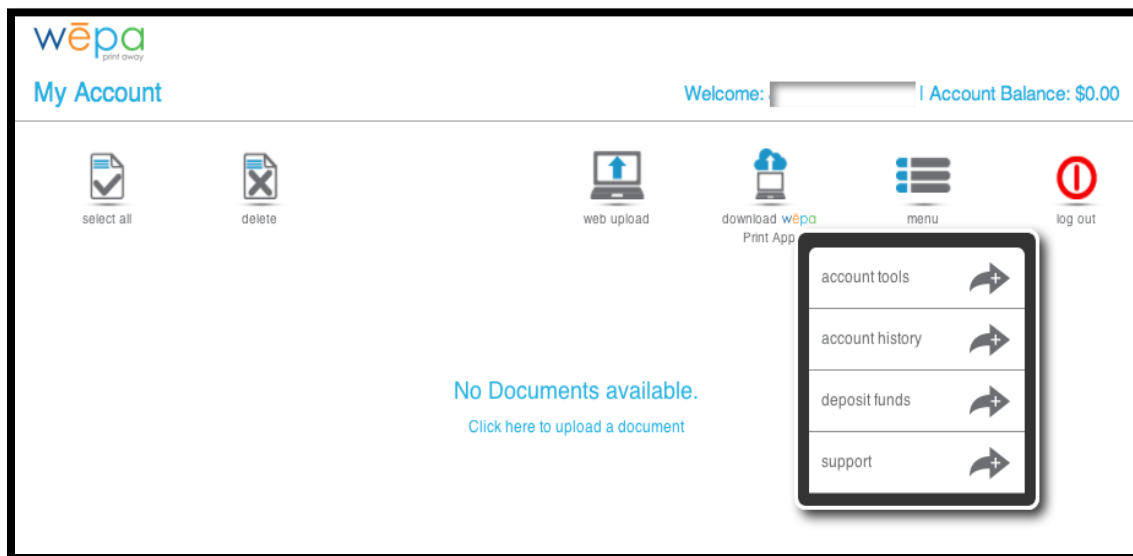 wēpa
print away
My Account
Welcome: | Account Balance: $0.00
select all
delete
web upload
download wēpa
Print App
menu
log out
account tools
account history
deposit funds
support
No Documents available.
Click here to upload a document